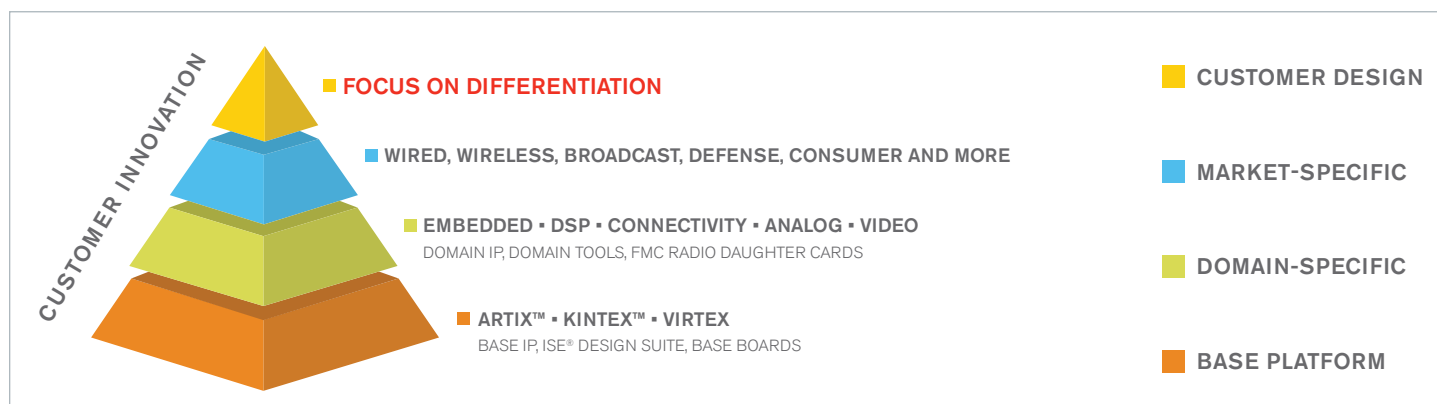 CUSTOMER INNOVATION
FOCUS ON DIFFERENTIATION
WIRED, WIRELESS, BROADCAST, DEFENSE, CONSUMER AND MORE
EMBEDDED ▪ DSP ▪ CONNECTIVITY ▪ ANALOG ▪ VIDEO
DOMAIN IP, DOMAIN TOOLS, FMC RADIO DAUGHTER CARDS
ARTIX™ ▪ KINTEX™ ▪ VIRTEX
BASE IP, ISE® DESIGN SUITE, BASE BOARDS
CUSTOMER DESIGN
MARKET-SPECIFIC
DOMAIN-SPECIFIC
BASE PLATFORM